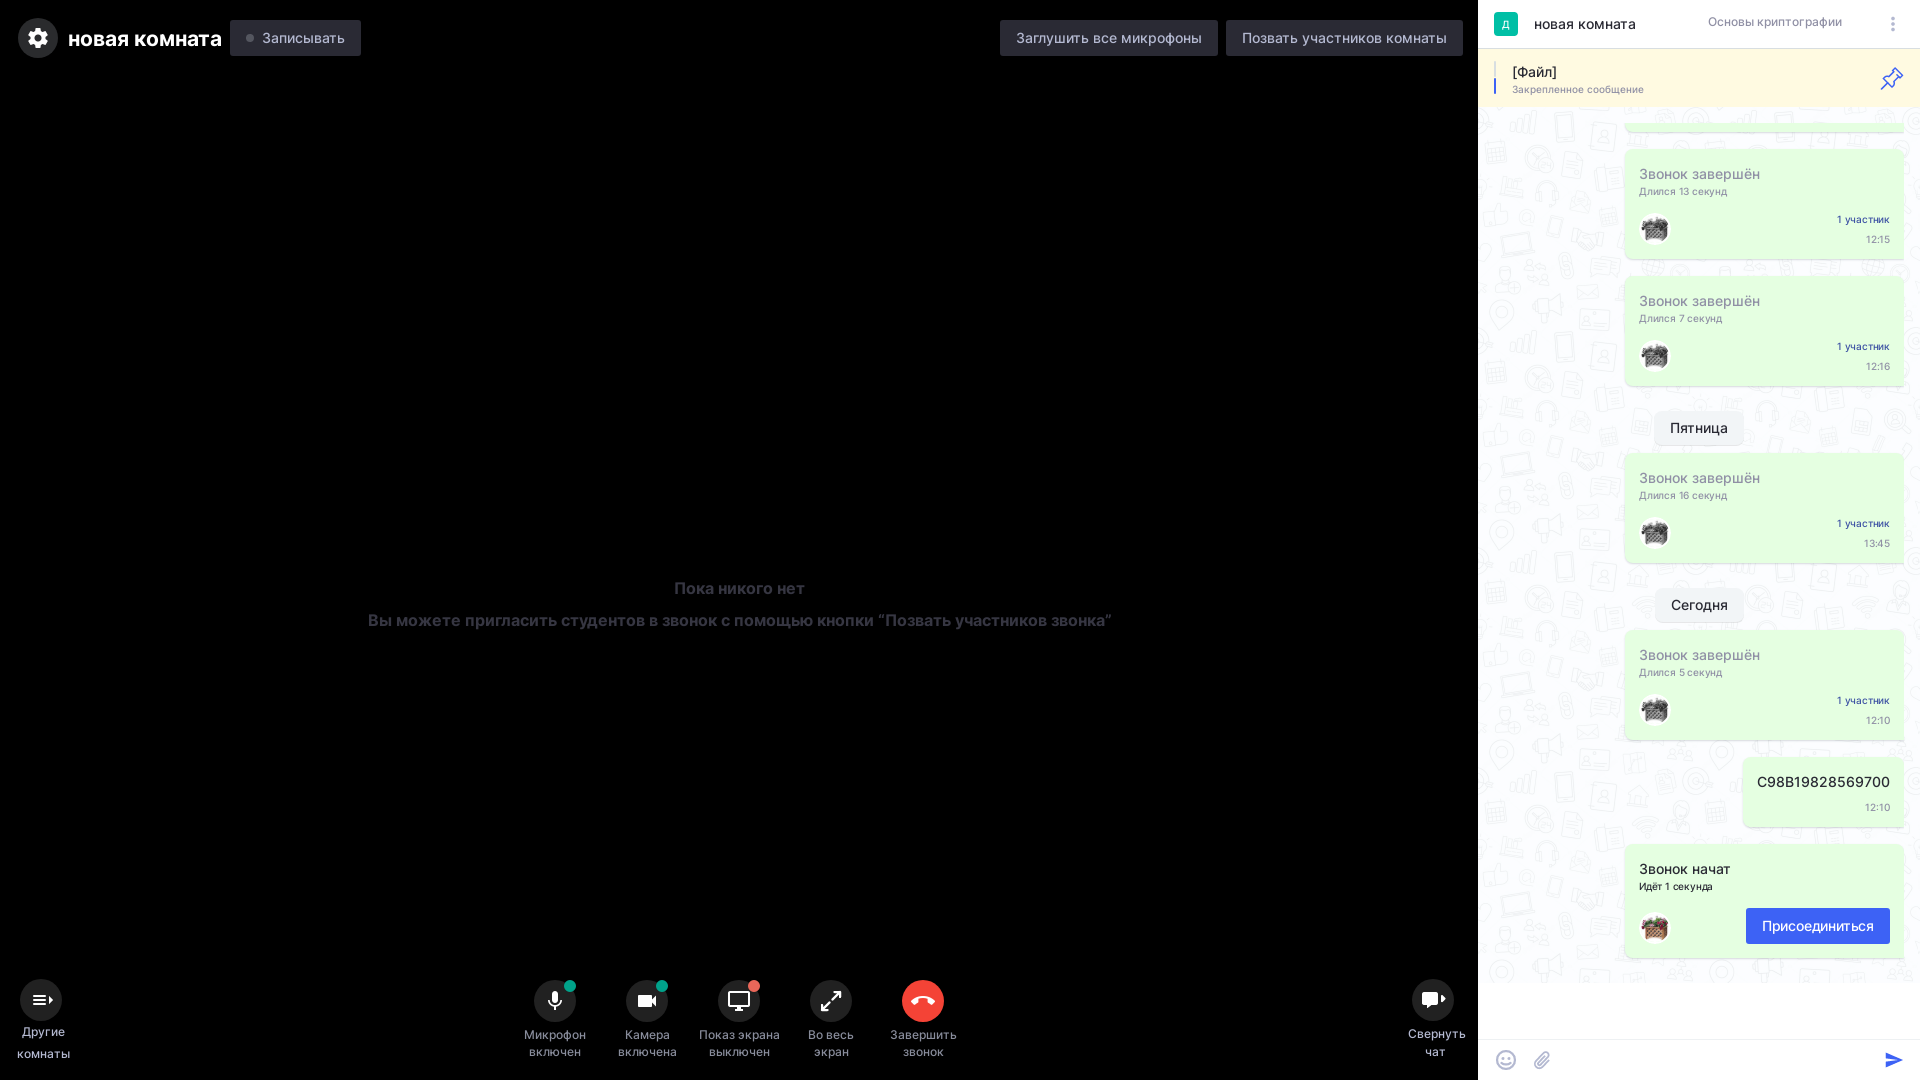 новая комната
Записывать
Заглушить все микрофоны
Позвать участников комнаты
Пока никого нет
Вы можете пригласить студентов в звонок с помощью кнопки “Позвать участников звонка”
Другие
комнаты
Микрофон
включен
Камера
включена
Показ экрана
выключен
Во весь
экран
Завершить
звонок
Свернуть
чат
Д
новая комната
Основы криптографии
[Файл]
Закрепленное сообщение
Звонок завершён
Длился 13 секунд
1 участник
12:15
Звонок завершён
Длился 7 секунд
1 участник
12:16
Пятница
Звонок завершён
Длился 16 секунд
1 участник
13:45
Сегодня
Звонок завершён
Длился 5 секунд
1 участник
12:10
C98B19828569700
12:10
Звонок начат
Идёт 1 секунда
Присоединиться